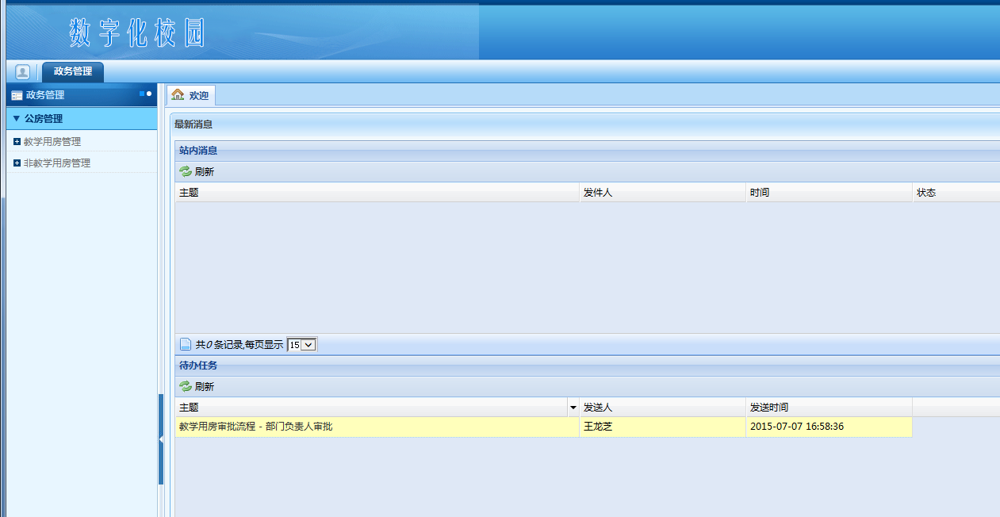 数字化校园
政务管理
政务管理
公房管理
教学用房管理
非教学用房管理
欢迎
最新消息
站内消息
刷新
主题 发件人 时间 状态
共0条记录,每页显示 15
待办任务
刷新
主题 发送人 发送时间
教学用房审批流程 - 部门负责人审批 王龙芝 2015-07-07 16:58:36